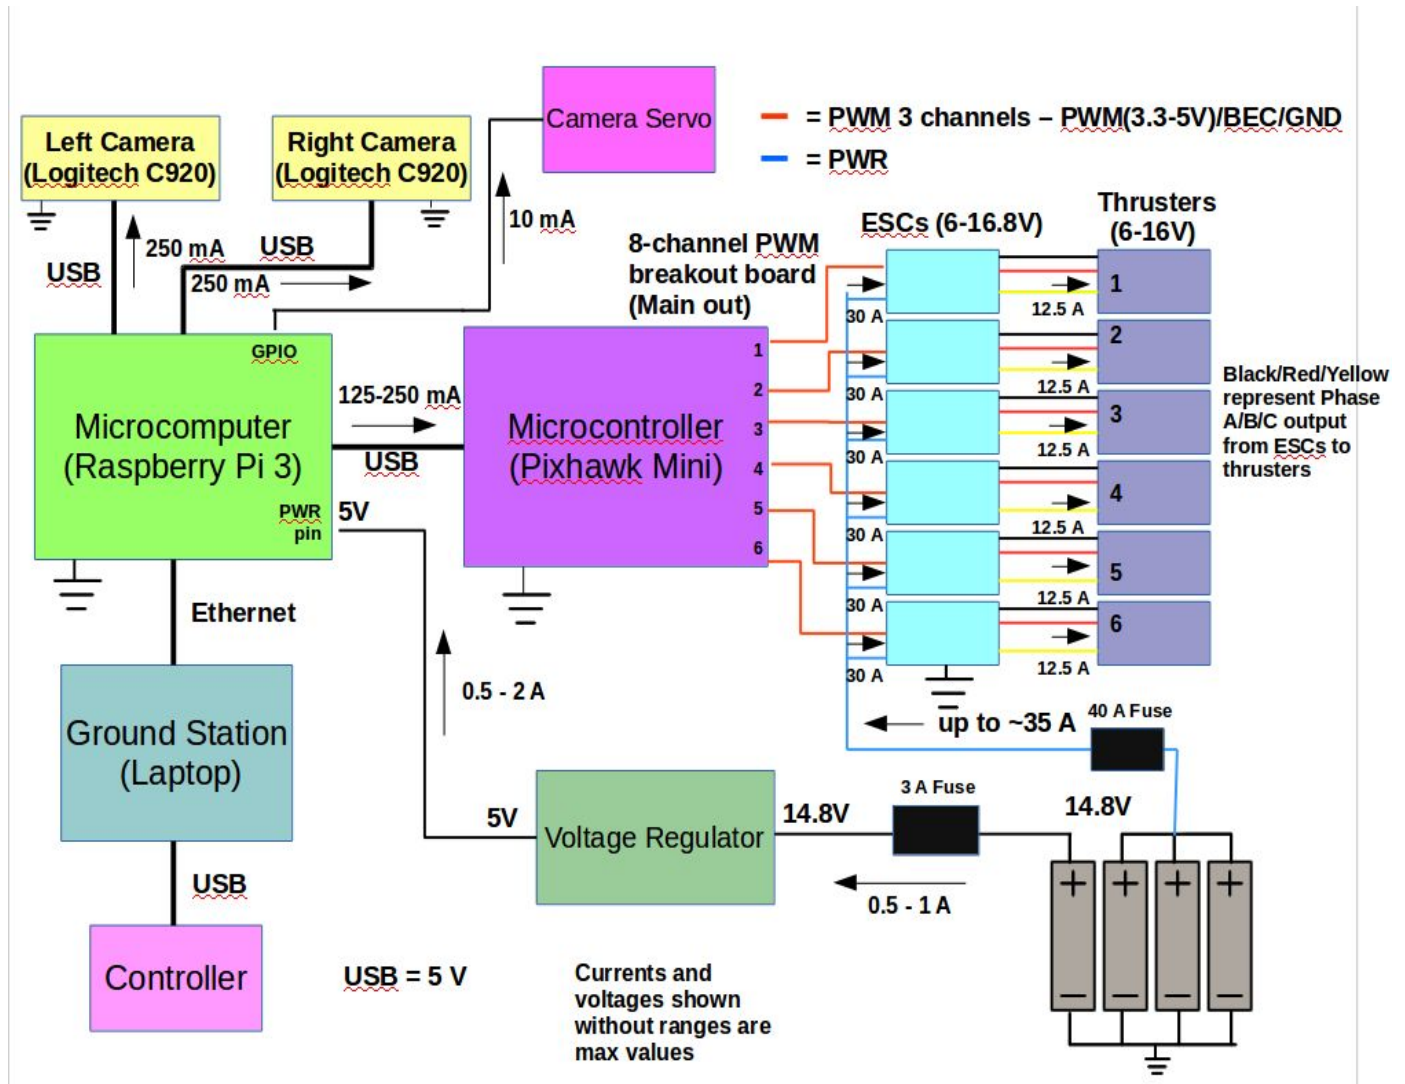 Camera Servo
= PWM 3 channels – PWM(3.3-5V)/BEC/GND
= PWR
Left Camera
(Logitech C920)
Right Camera
(Logitech C920)
250 mA
USB
USB
250 mA
10 mA
8-channel PWM
breakout board
(Main out)
ESCs (6-16.8V)
Thrusters
(6-16V)
GPIO
Microcomputer
(Raspberry Pi 3)
PWR
pin
125-250 mA
USB
5V
Microcontroller
(Pixhawk Mini)
1
2
3
4
5
6
30 A
30 A
30 A
30 A
30 A
30 A
12.5 A
12.5 A
12.5 A
12.5 A
12.5 A
12.5 A
1
2
3
4
5
6
Black/Red/Yellow
represent Phase
A/B/C output
from ESCs to
thrusters
Ethernet
Ground Station
(Laptop)
0.5 - 2 A
up to ~35 A
40 A Fuse
5V
Voltage Regulator
14.8V
3 A Fuse
14.8V
0.5 - 1 A
USB
Controller
USB = 5 V
Currents and
voltages shown
without ranges are
max values
+ + + +
− − − −